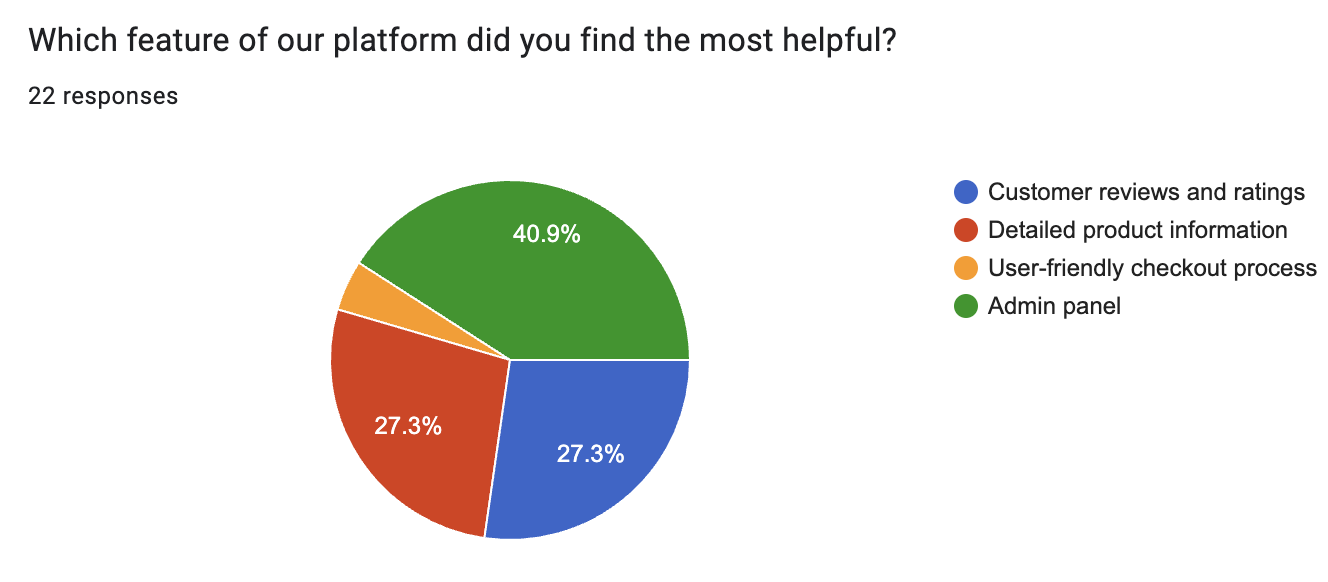 Which feature of our platform did you find the most helpful?
22 responses
40.9%
27.3%
27.3%
Customer reviews and ratings
Detailed product information
User-friendly checkout process
Admin panel